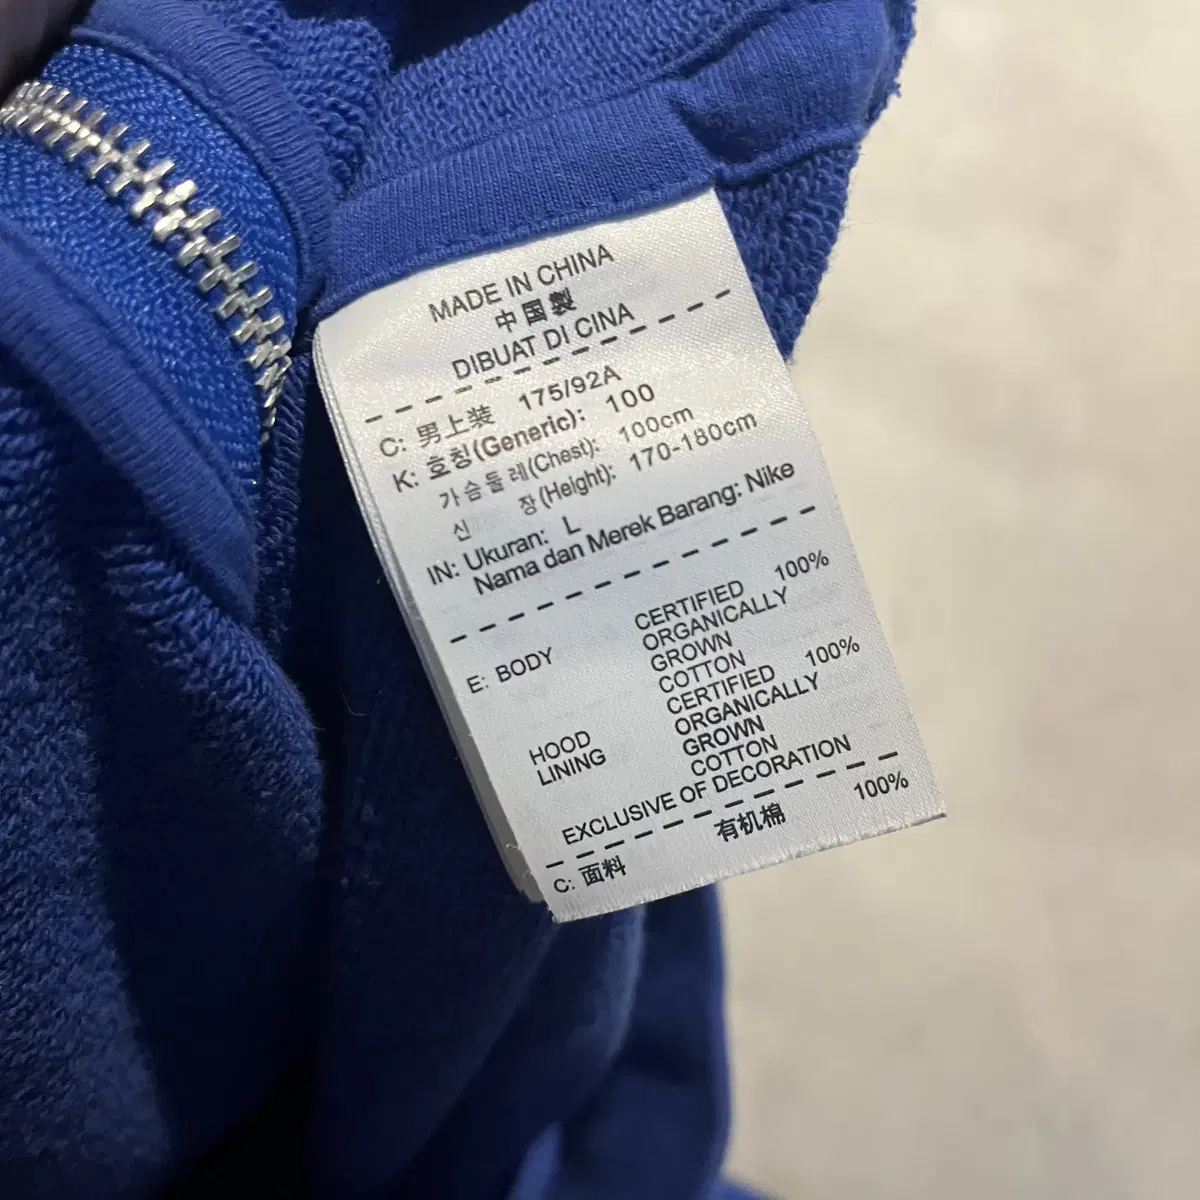 MADE IN CHINA
中国製
DIBUAT DI CINA
C: 男上装 175/92A
K: 호칭(Generic): 100
가슴둘레(Chest): 100cm
신 장(Height): 170-180cm
IN: Ukuran: L
Nama dan Merek Barang: Nike
E: BODY CERTIFIED 100%
ORGANICALLY
GROWN
COTTON
HOOD LINING CERTIFIED 100%
ORGANICALLY
GROWN
COTTON
EXCLUSIVE OF DECORATION
C: 面料 有机棉 100%